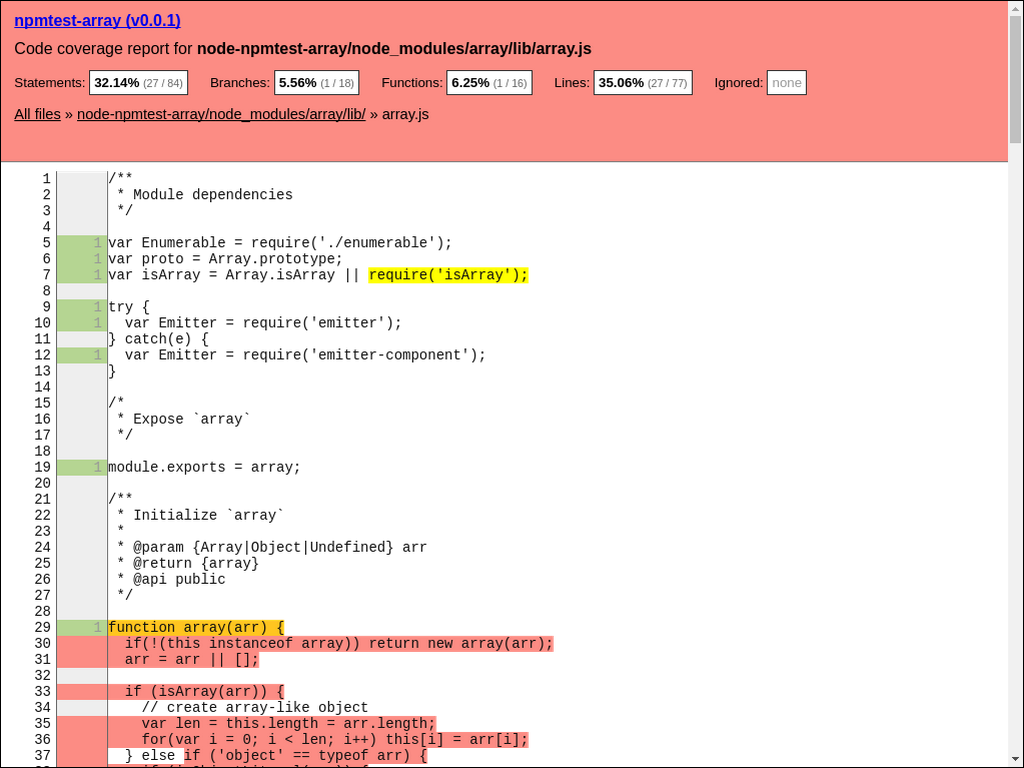 npmtest-array (v0.0.1)
Code coverage report for node-npmtest-array/node_modules/array/lib/array.js
Statements: 32.14% (27 / 84) Branches: 5.56% (1 / 18) Functions: 6.25% (1 / 16) Lines: 35.06% (27 / 77) Ignored: none
All files » node-npmtest-array/node_modules/array/lib/ » array.js
1 /**
2  * Module dependencies
3  */
4
5 1 var Enumerable = require('./enumerable');
6 1 var proto = Array.prototype;
7 1 var isArray = Array.isArray || require('isArray');
8
9 1 try {
10 1   var Emitter = require('emitter');
11 } catch(e) {
12 1   var Emitter = require('emitter-component');
13 }
14
15 /*
16  * Expose `array`
17  */
18
19 1 module.exports = array;
20
21 /**
22  * Initialize `array`
23  *
24  * @param {Array|Object|Undefined} arr
25  * @return {array}
26  * @api public
27  */
28
29 1 function array(arr) {
30   if(!(this instanceof array)) return new array(arr);
31   arr = arr || [];
32
33   if (isArray(arr)) {
34     // create array-like object
35     var len = this.length = arr.length;
36     for(var i = 0; i < len; i++) this[i] = arr[i];
37   } else if ('object' == typeof arr) {